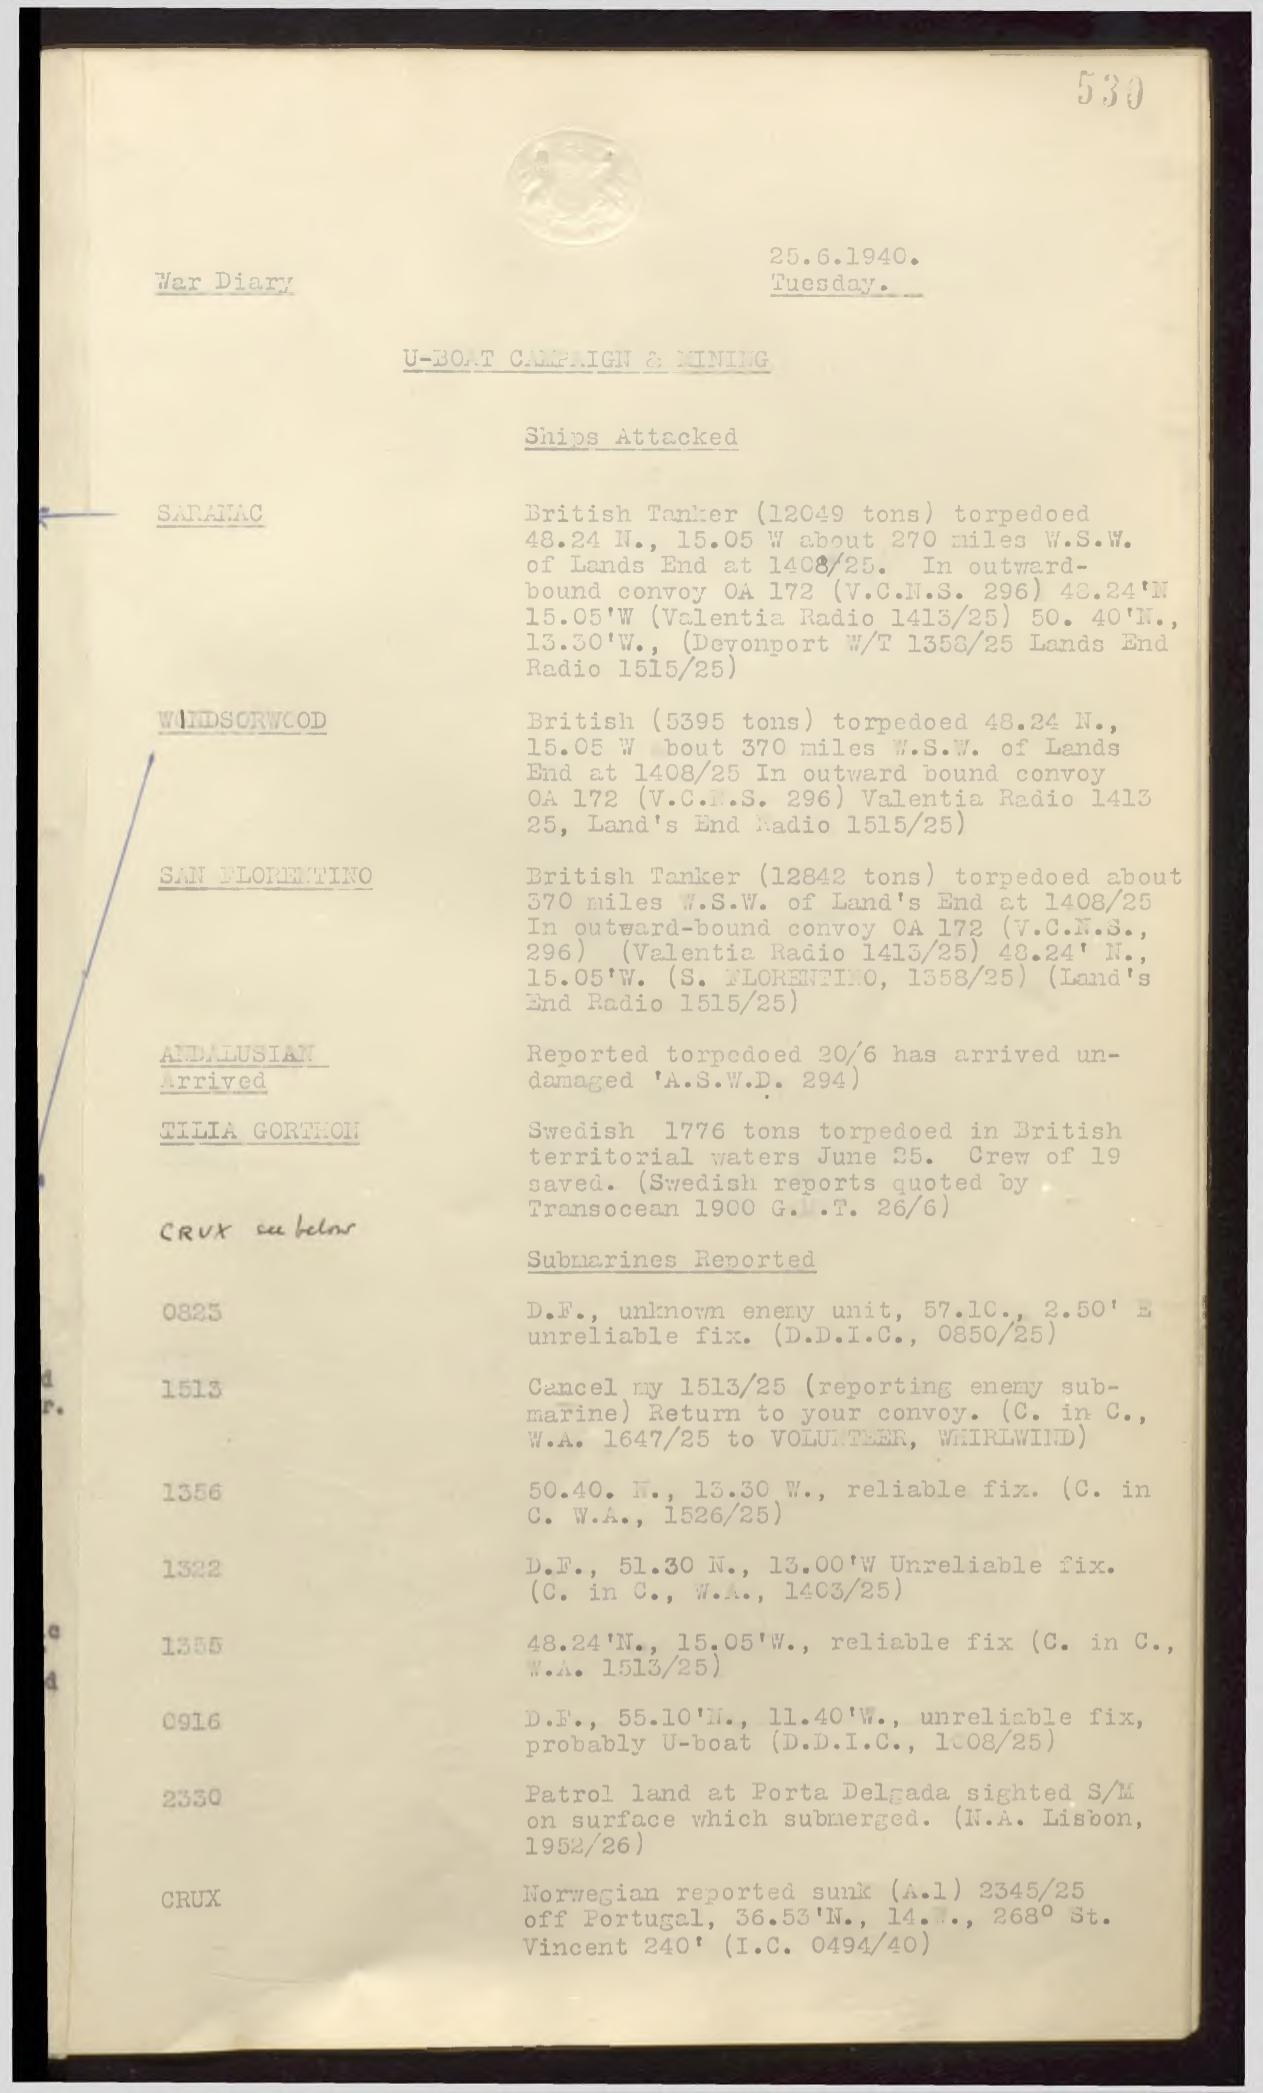 530
25.6.1940.
War Diary
Tuesday.
U-BOAT CAMPAIGN & MINING
Ships Attacked
SARANAC
British Tanker (12049 tons) torpedoed
48.24 N., 15.05 W about 270 miles W.S.W.
of Lands End at 1408/25. In outward-
bound convoy OA 172 (V.C.N.S. 296) 48.24'N
15.05'W (Valentia Radio 1413/25) 50. 40'N.,
13.30'W., (Devonport W/T 1358/25 Lands End
Radio 1515/25)
WINDSORWOOD
British (5395 tons) torpedoed 48.24 N.,
15.05 W about 370 miles W.S.W. of Lands
End at 1408/25 In outward bound convoy
OA 172 (V.C.N.S. 296) Valentia Radio 1413
25, Land's End Radio 1515/25)
SAN FLORENTINO
British Tanker (12842 tons) torpedoed about
370 miles W.S.W. of Land's End at 1408/25
In outward-bound convoy OA 172 (V.C.N.S.,
296) (Valentia Radio 1413/25) 48.24' N.,
15.05'W. (S. FLORENTINO, 1358/25) (Land's
End Radio 1515/25)
ANDALUSIAN
Arrived
Reported torpedoed 20/6 has arrived un-
damaged 'A.S.W.D. 294)
TILIA GORTHON
Swedish 1776 tons torpedoed in British
territorial waters June 25. Crew of 19
saved. (Swedish reports quoted by
Transocean 1900 G.M.T. 26/6)
CRUX see below
Submarines Reported
0823
D.F., unknown enemy unit, 57.10., 2.50' E
unreliable fix. (D.D.I.C., 0850/25)
1513
Cancel my 1513/25 (reporting enemy sub-
marine) Return to your convoy. (C. in C.,
W.A. 1647/25 to VOLUNTEER, WHIRLWIND)
1356
50.40. N., 13.30 W., reliable fix. (C. in
C. W.A., 1526/25)
1322
D.F., 51.30 N., 13.00'W Unreliable fix.
(C. in C., W.A., 1403/25)
1355
48.24'N., 15.05'W., reliable fix (C. in C.,
W.A. 1513/25)
0916
D.F., 55.10'N., 11.40'W., unreliable fix,
probably U-boat (D.D.I.C., 1008/25)
2330
Patrol land at Porta Delgada sighted S/M
on surface which submerged. (N.A. Lisbon,
1952/26)
CRUX
Norwegian reported sunk (A.1) 2345/25
off Portugal, 36.53'N., 14. ., 268º St.
Vincent 240' (I.C. 0494/40)